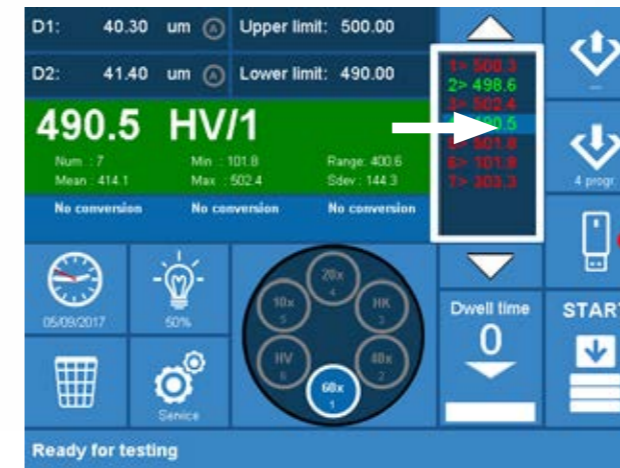 D1: 40.30 um A Upper limit: 500.00
D2: 41.40 um A Lower limit: 490.00
1> 500.3
2> 498.6
3> 502.4
490.5
5> 501.8
6> 101.8
7> 303.3
490.5 HV/1
Num : 7 Min : 101.8 Range: 400.6
Mean : 414.1 Max : 502.4 Sdev : 144.3
No conversion No conversion No conversion
---
4 progr
05/09/2017
50%
20x
4
10x
5
HK
3
HV
6
40x
2
60x
1
Dwell time
0
START
Service
Ready for testing